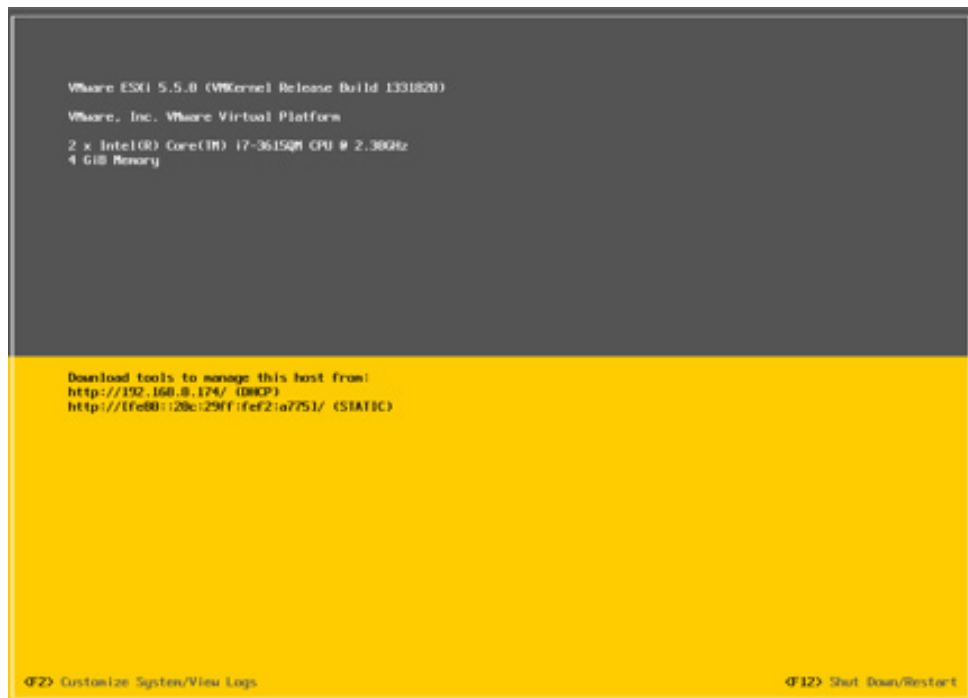 VMware ESXi 5.5.0 (VMKernel Release Build 1331820)
VMware, Inc. VMware Virtual Platform
2 x Intel(R) Core(TM) i7-3615QM CPU @ 2.30GHz
4 GiB Memory
Download tools to manage this host from:
http://192.168.0.174/ (DHCP)
http://[fe80::20c:29ff:fef2:a775]/ (STATIC)
<F2> Customize System/View Logs
<F12> Shut Down/Restart